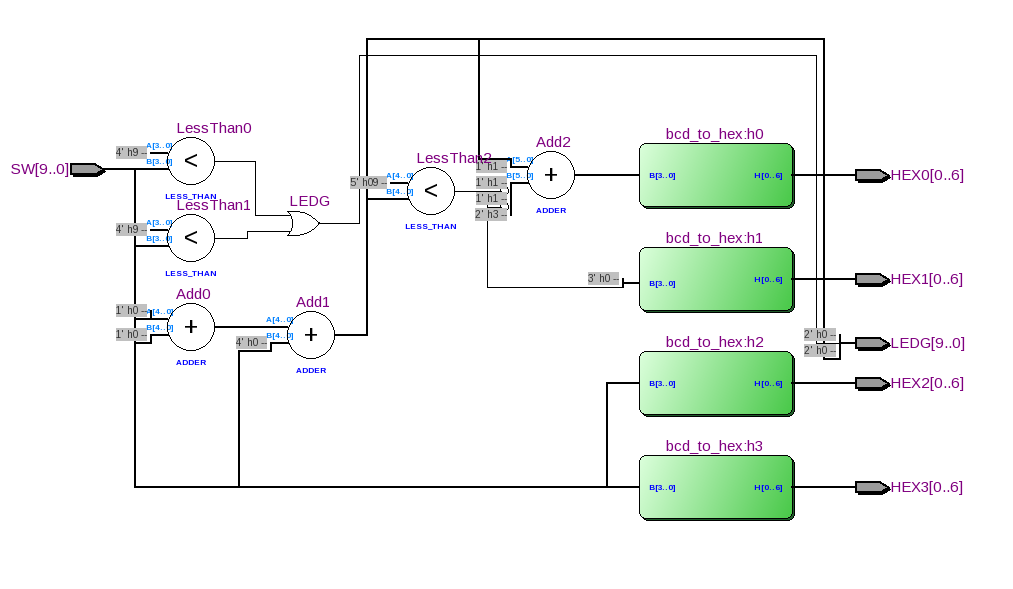 LessThan0
4' h9
A[3..0]
B[3..0]
<
LESS_THAN
SW[9..0]
LessThan1
4' h9
A[3..0]
B[3..0]
<
LESS_THAN
LEDG
Add0
1' h0
A[4..0]
1' h0
B[4..0]
+
ADDER
Add1
A[4..0]
4' h0
B[4..0]
+
ADDER
LessThan2
5' h09
A[4..0]
B[4..0]
<
LESS_THAN
Add2
1' h1
A[5..0]
1' h1
B[5..0]
1' h1
2' h3
+
ADDER
bcd_to_hex:h0
B[3..0]
H[0..6]
HEX0[0..6]
bcd_to_hex:h1
3' h0
B[3..0]
H[0..6]
HEX1[0..6]
2' h0
2' h0
LEDG[9..0]
bcd_to_hex:h2
B[3..0]
H[0..6]
HEX2[0..6]
bcd_to_hex:h3
B[3..0]
H[0..6]
HEX3[0..6]